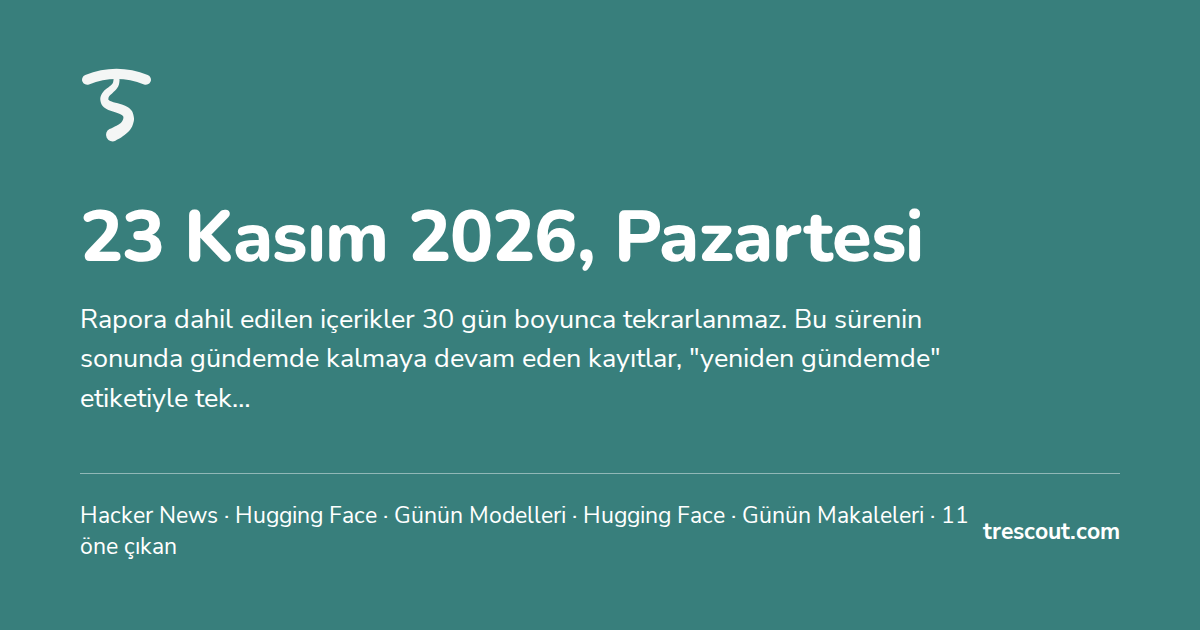 23 Kasım 2026, Pazartesi
Rapora dahil edilen içerikler 30 gün boyunca tekrarlanmaz. Bu sürenin
sonunda gündemde kalmaya devam eden kayıtlar, "yeniden gündemde"
etiketiyle tek...
Hacker News · Hugging Face · Günün Modelleri · Hugging Face · Günün Makaleleri · 11
öne çıkan
trescout.com